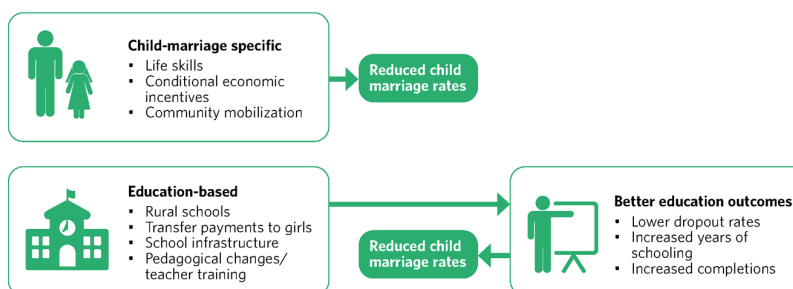 Child-marriage specific
▪ Life skills
▪ Conditional economic
incentives
▪ Community mobilization
Reduced child
marriage rates
Education-based
▪ Rural schools
▪ Transfer payments to girls
▪ School infrastructure
▪ Pedagogical changes/
teacher training
Reduced child
marriage rates
Better education outcomes
▪ Lower dropout rates
▪ Increased years of
schooling
▪ Increased completions